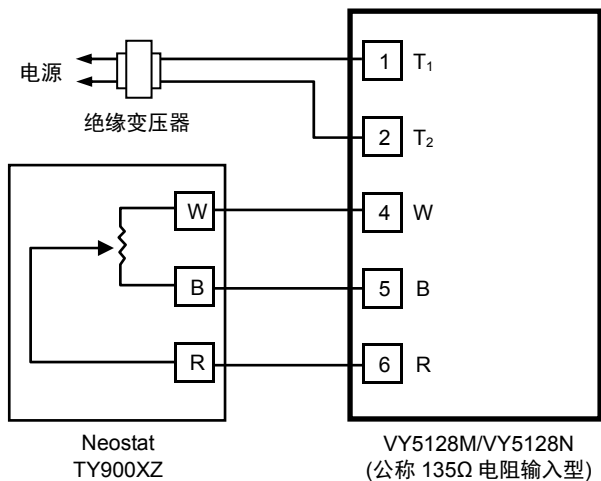 电源
绝缘变压器
1 T₁
2 T₂
W 4 W
B 5 B
R 6 R
Neostat
TY900XZ
VY5128M/VY5128N
(公称 135Ω 电阻输入型)